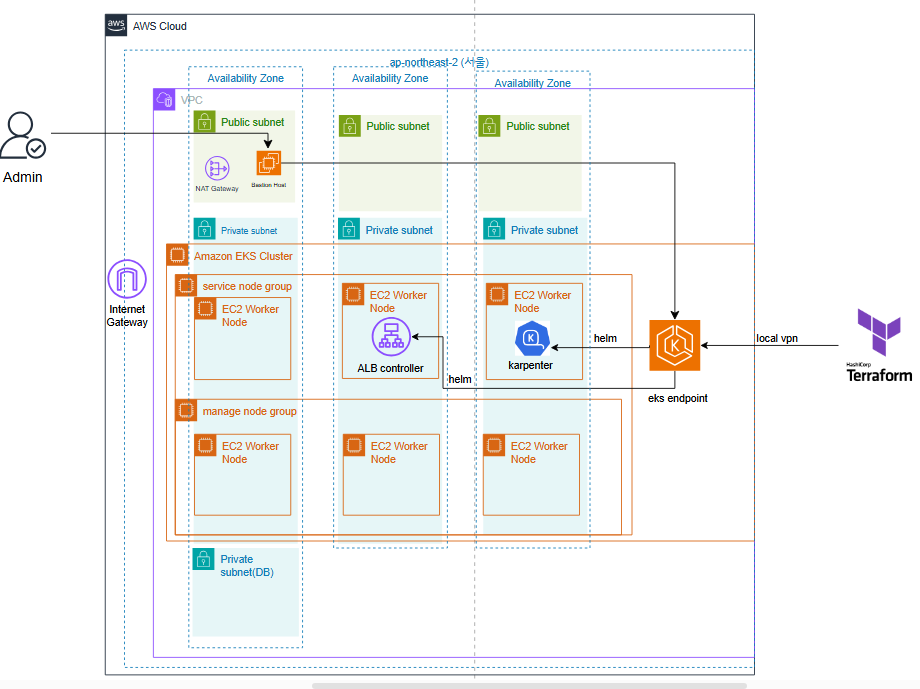 aws
AWS Cloud
ap-northeast-2 (서울)
Availability Zone
Availability Zone
Availability Zone
VPC
Public subnet
Public subnet
Public subnet
NAT Gateway
Bastion Host
Admin
Private subnet
Private subnet
Private subnet
Amazon EKS Cluster
service node group
EC2 Worker
Node
EC2 Worker
Node
EC2 Worker
Node
Internet
Gateway
ALB controller
karpenter
helm
helm
local vpn
eks endpoint
HashiCorp
Terraform
manage node group
EC2 Worker
Node
EC2 Worker
Node
EC2 Worker
Node
Private
subnet(DB)